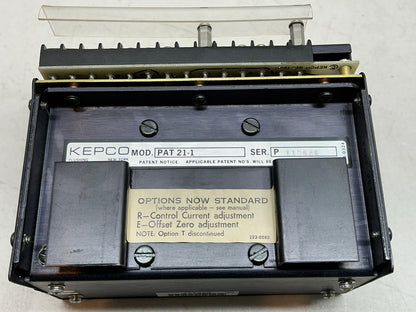 KEPCO MOD. PAT 21-1 SER. P
FLUSHING NEW YORK PATENT NOTICE. APPLICABLE PATENT NO'S. WILL BE
OPTIONS NOW STANDARD
(where applicable – see manual)
R—Control Current adjustment
E—Offset Zero adjustment
NOTE: Option T discontinued